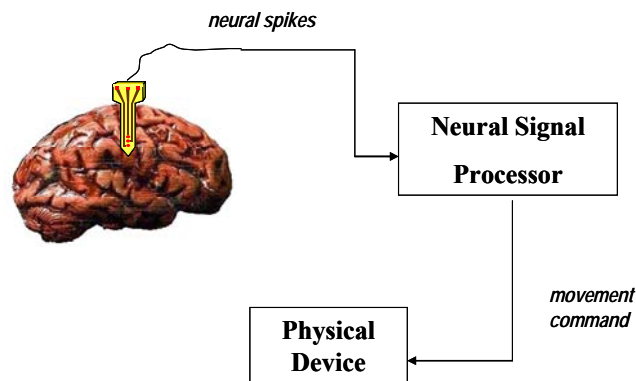 neural spikes
Neural Signal
Processor
movement
command
Physical
Device